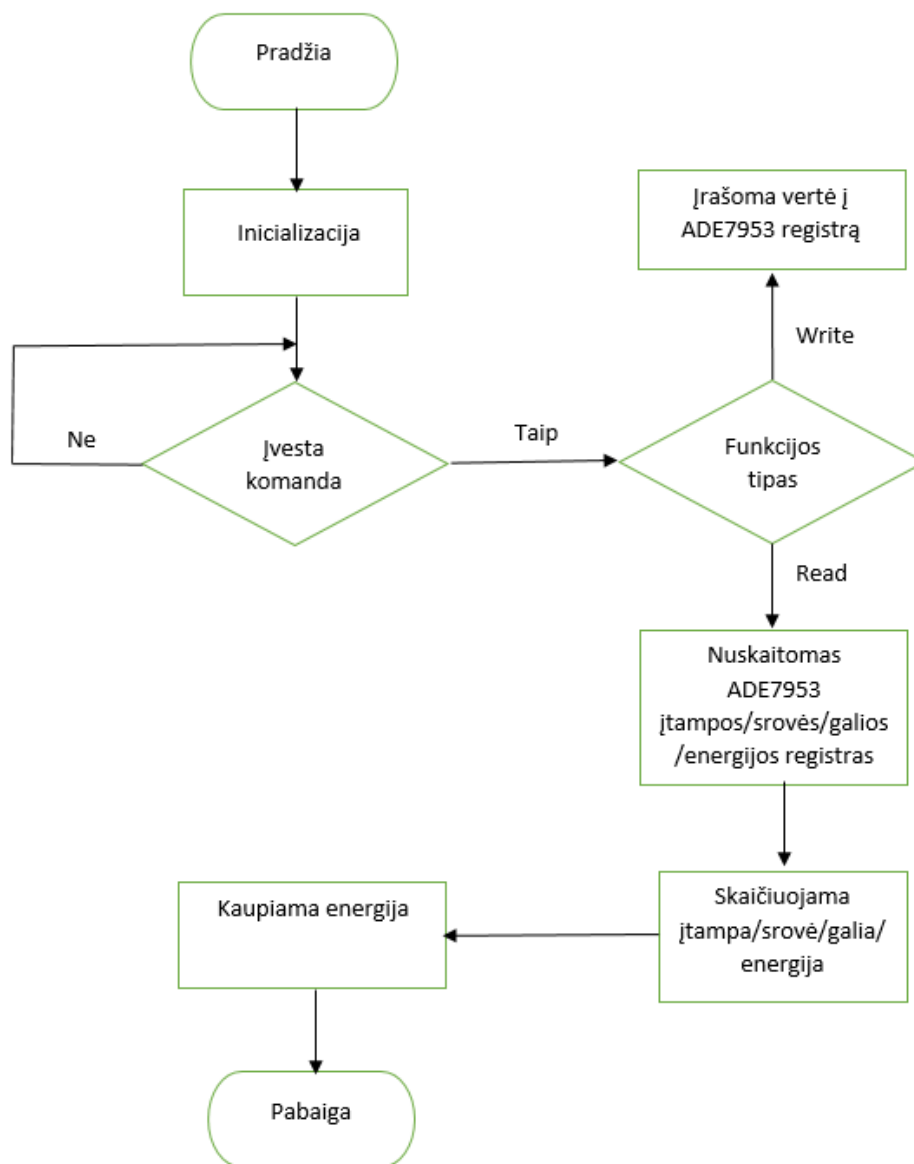 Pradžia
Inicializacija
Įrašoma vertė į
ADE7953 registrą
Write
Ne
Įvesta
komanda
Taip
Funkcijos
tipas
Read
Nuskaitomas
ADE7953
įtampos/srovės/galios
/energijos registras
Skaičiuojama
įtampa/srovė/galia/
energija
Kaupiama energija
Pabaiga